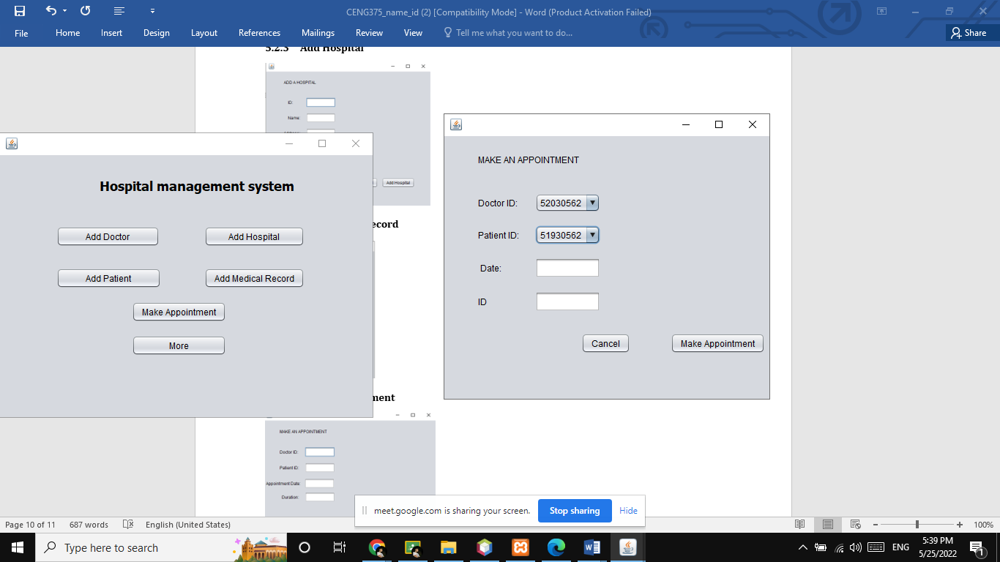 CENG375_name_id (2) [Compatibility Mode] - Word (Product Activation Failed)
File Home Insert Design Layout References Mailings Review View Tell me what you want to do... Share
5.2.3 Add Hospital
ADD A HOSPITAL
ID:
Name:
Add Hospital
Hospital management system
Add Doctor Add Hospital
Add Patient Add Medical Record
Make Appointment
More
ecord
ment
MAKE AN APPOINTMENT
Doctor ID: 52030562
Patient ID: 51930562
Date:
ID
Cancel Make Appointment
MAKE AN APPOINTMENT
Doctor ID:
Patient ID:
Appointment Date:
Duration:
meet.google.com is sharing your screen. Stop sharing Hide
Page 10 of 11 687 words English (United States) 100%
Type here to search
ENG
5:39 PM
5/25/2022
1